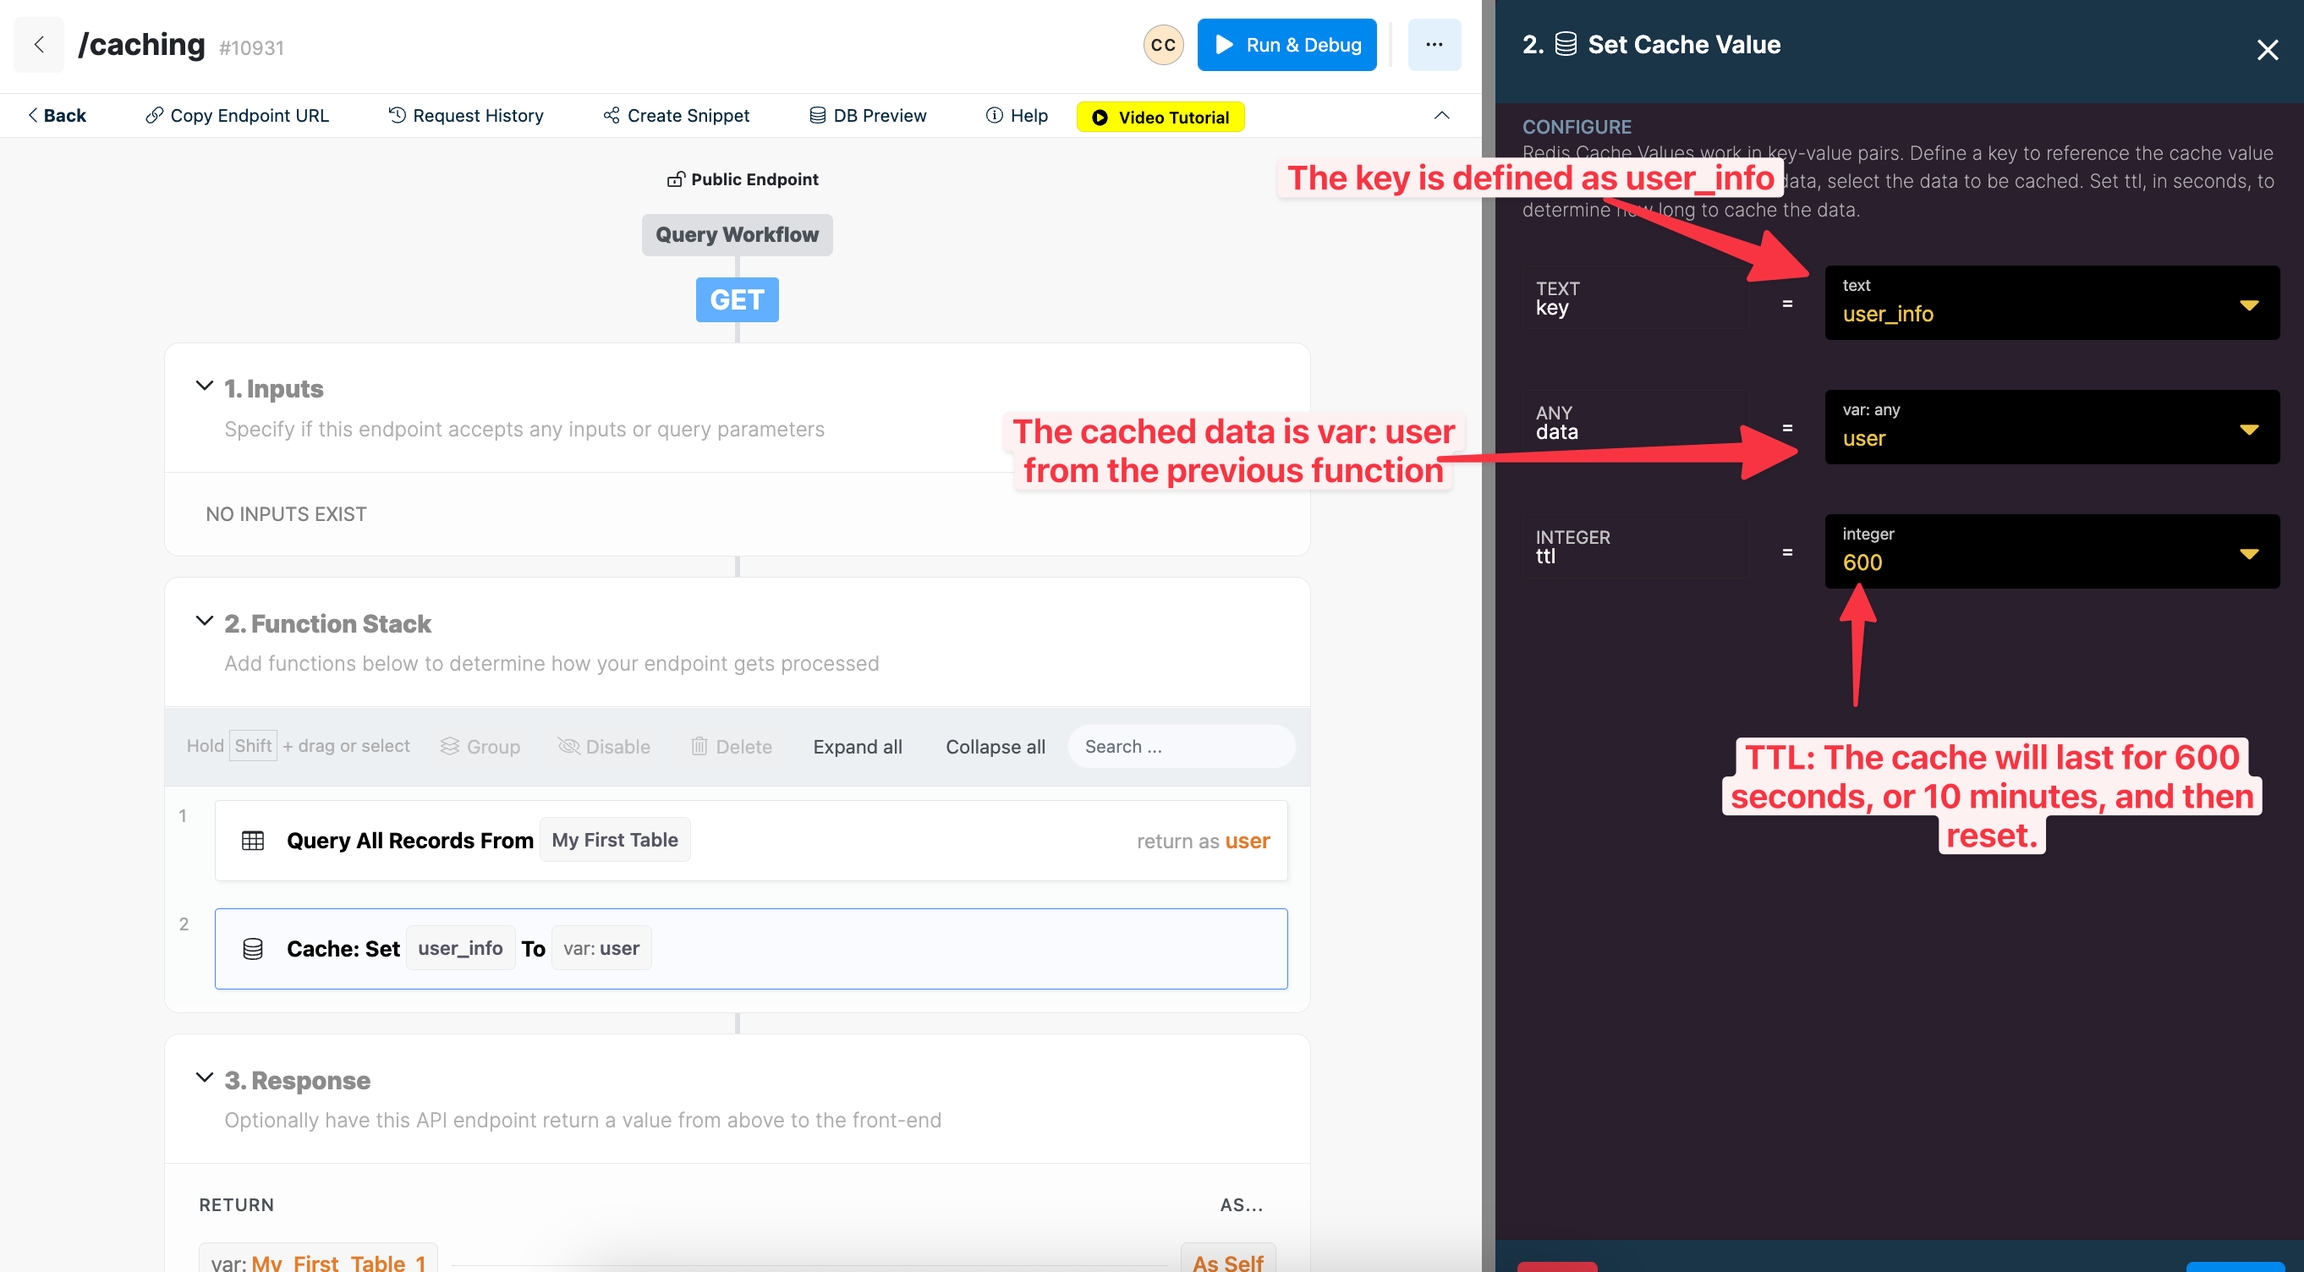 /caching #10931
CC
Run & Debug
...
Back
Copy Endpoint URL
Request History
Create Snippet
DB Preview
Help
Video Tutorial
Public Endpoint
Query Workflow
GET
1. Inputs
Specify if this endpoint accepts any inputs or query parameters
NO INPUTS EXIST
2. Function Stack
Add functions below to determine how your endpoint gets processed
Hold Shift + drag or select
Group
Disable
Delete
Expand all
Collapse all
Search ...
1
Query All Records From My First Table
return as user
2
Cache: Set user_info To var: user
3. Response
Optionally have this API endpoint return a value from above to the front-end
RETURN
AS...
var: My_First_Table_1
As Self
2. Set Cache Value
CONFIGURE
Redis Cache Values work in key-value pairs. Define a key to reference the cache value
data, select the data to be cached. Set ttl, in seconds, to
determine how long to cache the data.
The key is defined as user_info
TEXT
key
=
text
user_info
The cached data is var: user
from the previous function
ANY
data
=
var: any
user
INTEGER
ttl
=
integer
600
TTL: The cache will last for 600
seconds, or 10 minutes, and then
reset.